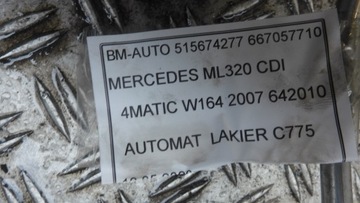 BM-AUTO 515674277 667057710
MERCEDES ML320 CDI
4MATIC W164 2007 642010
AUTOMAT LAKIER C775